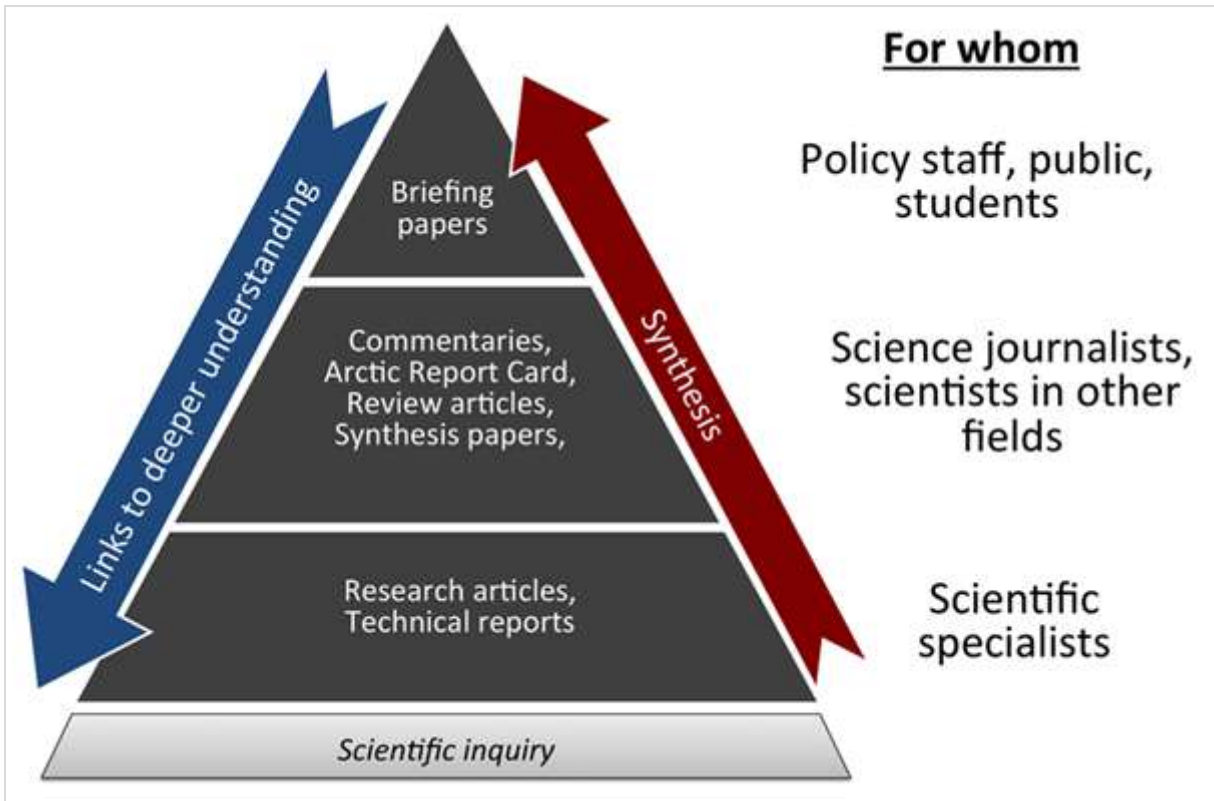 For whom
Policy staff, public,
students
Briefing
papers
Links to deeper understanding
Synthesis
Commentaries,
Arctic Report Card,
Review articles,
Synthesis papers,
Science journalists,
scientists in other
fields
Research articles,
Technical reports
Scientific
specialists
Scientific inquiry